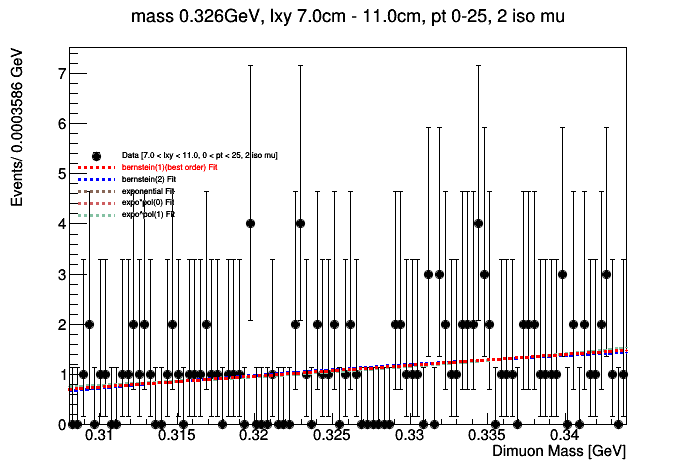 mass 0.326GeV, lxy 7.0cm - 11.0cm, pt 0-25, 2 iso mu
Events/ 0.0003586 GeV
7
6
5
4
3
2
1
0
Data [7.0 < lxy < 11.0, 0 < pt < 25, 2 iso mu]
bernstein(1)(best order) Fit
bernstein(2) Fit
exponential Fit
expo*pol(0) Fit
expo*pol(1) Fit
0.31 0.315 0.32 0.325 0.33 0.335 0.34
Dimuon Mass [GeV]